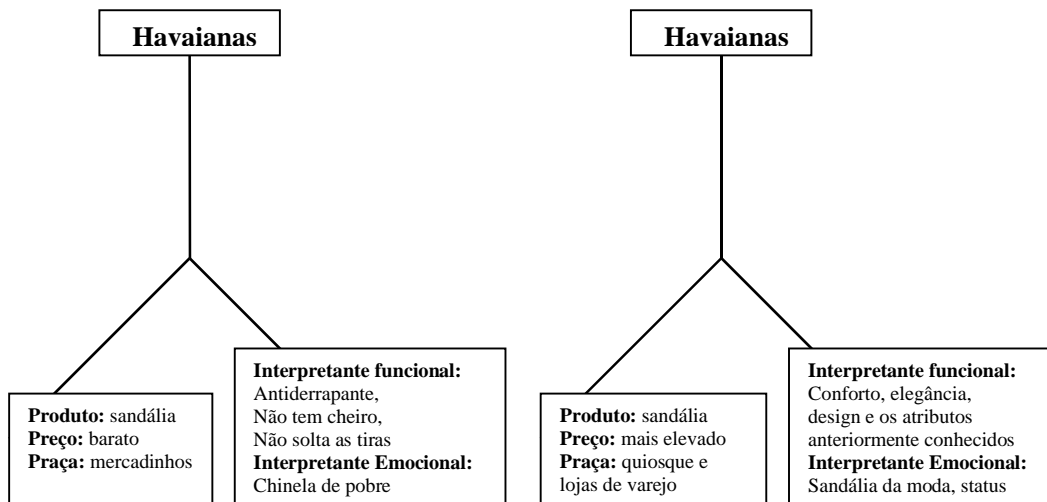 Havaianas
Produto: sandália
Preço: barato
Praça: mercadinhos
Interpretante funcional:
Antiderrapante,
Não tem cheiro,
Não solta as tiras
Interpretante Emocional:
Chinela de pobre
Havaianas
Produto: sandália
Preço: mais elevado
Praça: quiosque e
lojas de varejo
Interpretante funcional:
Conforto, elegância,
design e os atributos
anteriormente conhecidos
Interpretante Emocional:
Sandália da moda, status